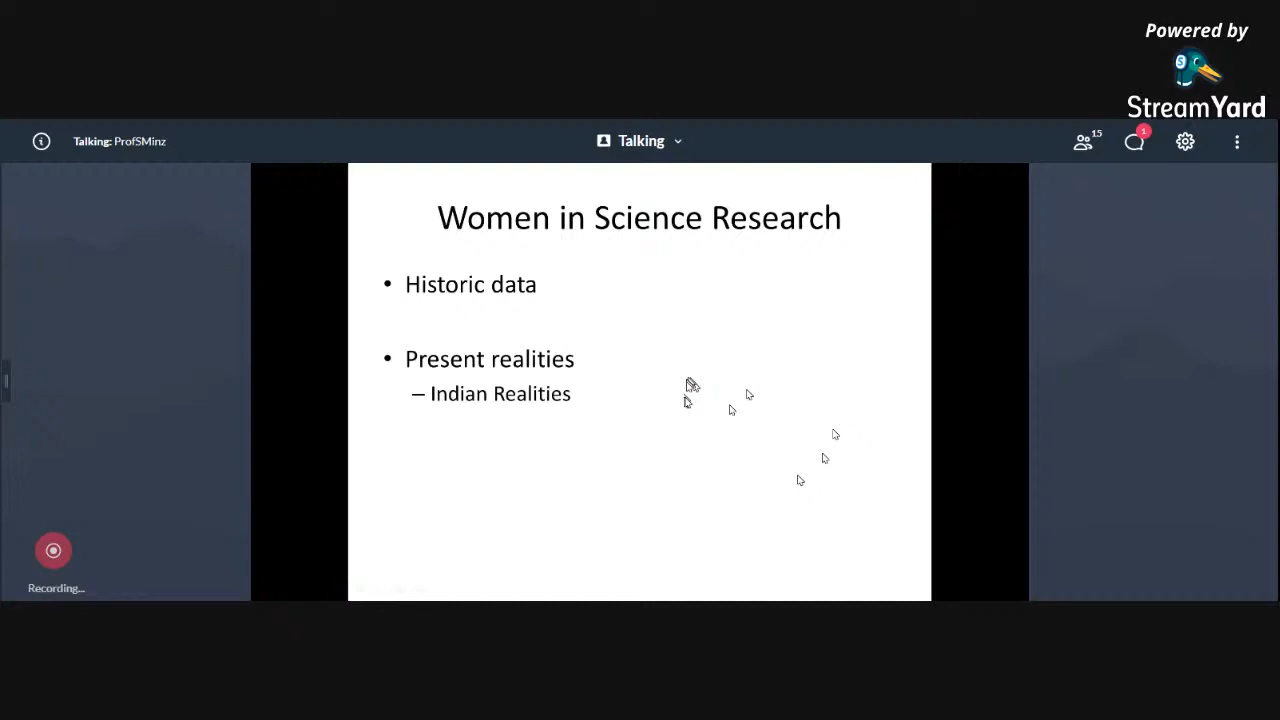 Powered by
StreamYard
Talking: ProfSMinz
Talking
15
1
Women in Science Research
• Historic data
• Present realities
– Indian Realities
Recording...